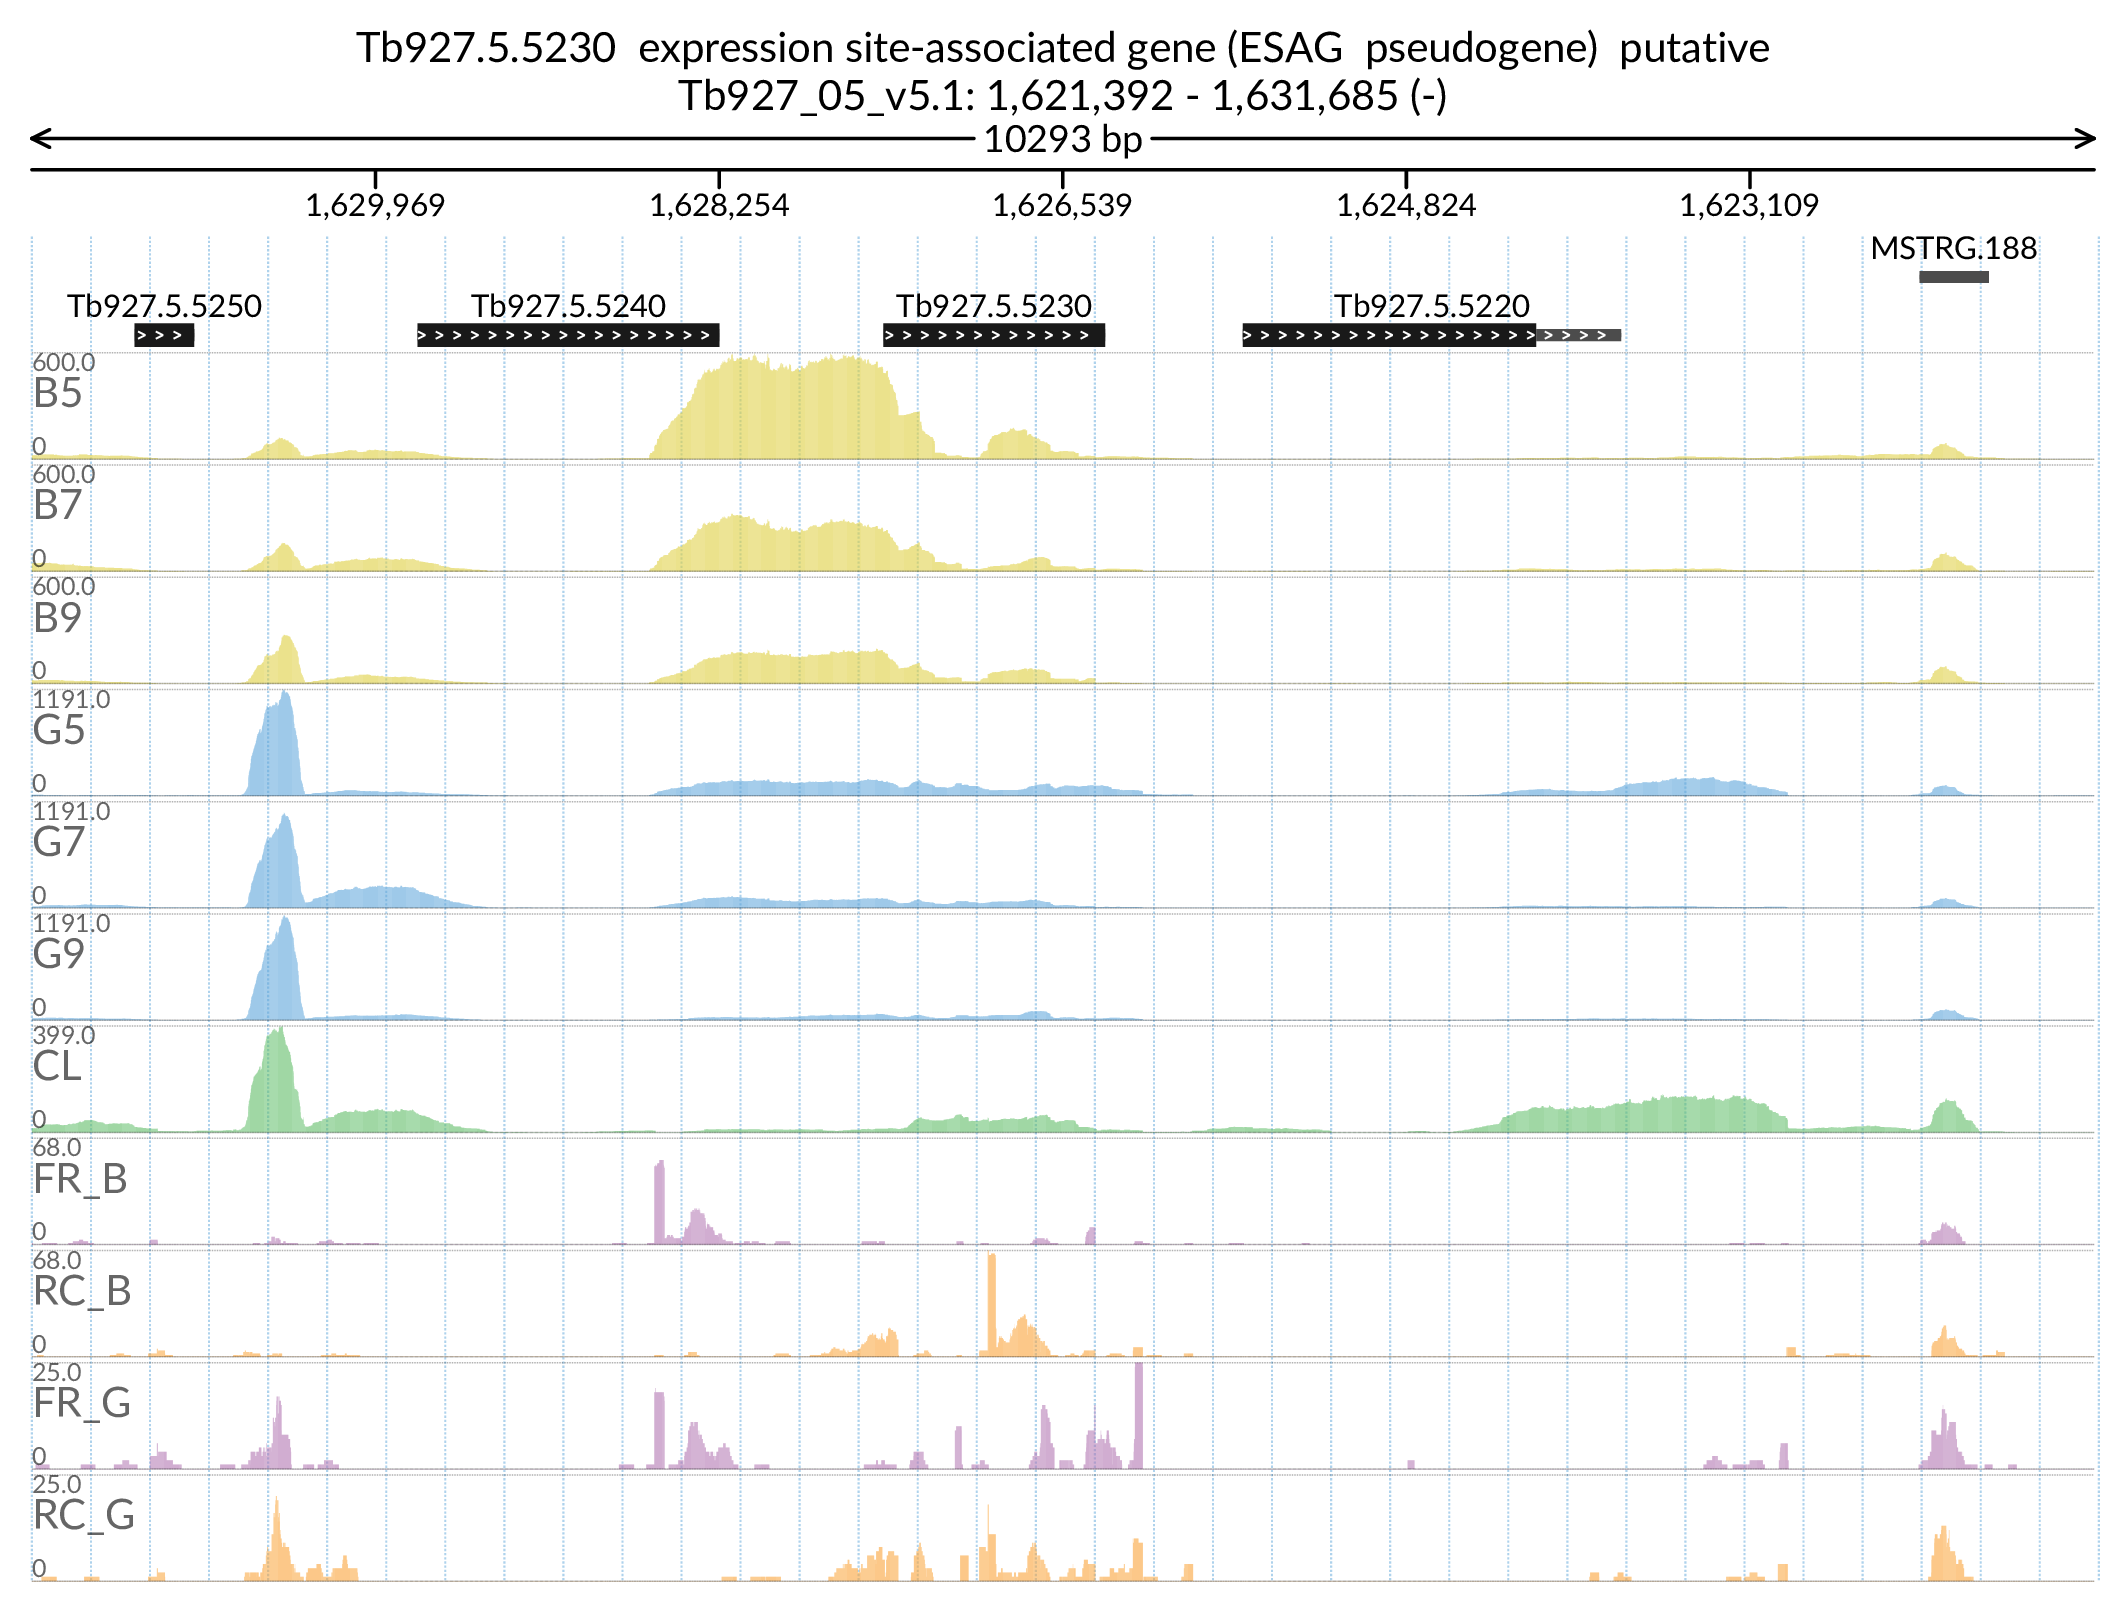 Tb927.5.5230  expression site-associated gene (ESAG  pseudogene)  putative
Tb927_05_v5.1: 1,621,392 - 1,631,685 (-)
10293 bp
1,629,969 1,628,254 1,626,539 1,624,824 1,623,109
MSTRG.188
Tb927.5.5250 Tb927.5.5240 Tb927.5.5230 Tb927.5.5220
600.0
B5
0
600.0
B7
0
600.0
B9
0
1191.0
G5
0
1191.0
G7
0
1191.0
G9
0
399.0
CL
0
68.0
FR_B
0
68.0
RC_B
0
25.0
FR_G
0
25.0
RC_G
0